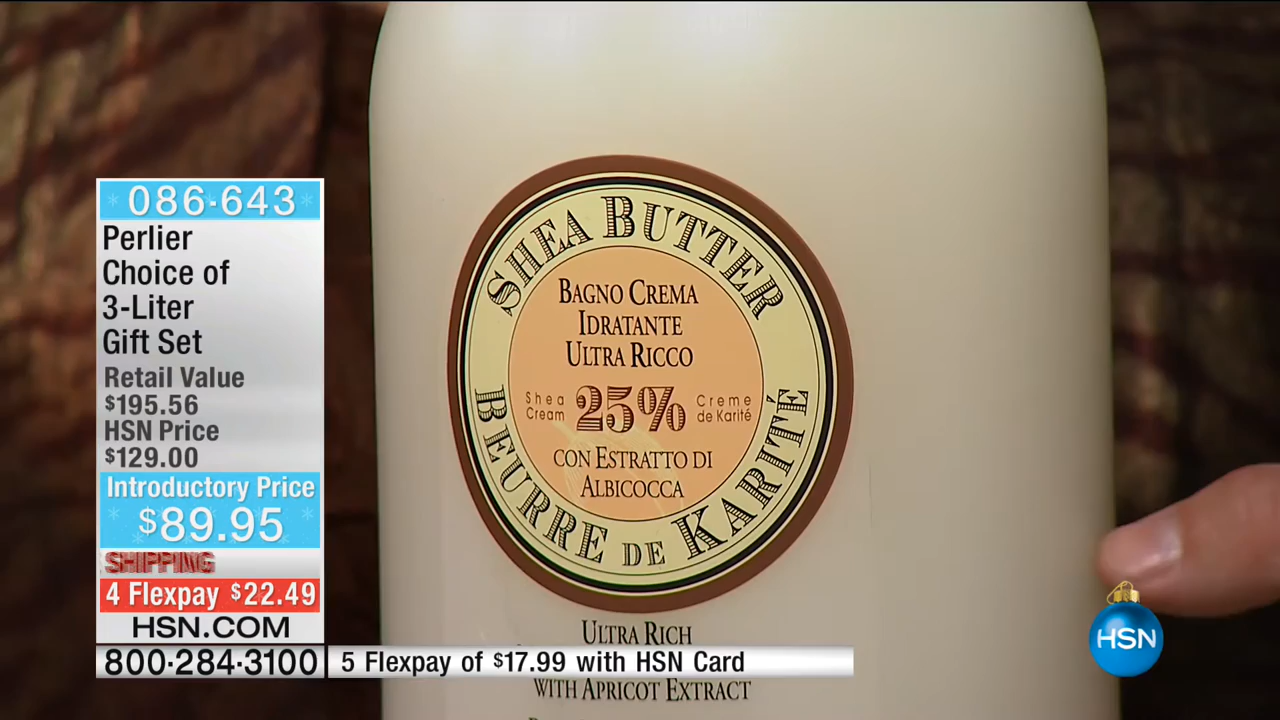 086-643
Perlier
Choice of
3-Liter
Gift Set
Retail Value
$195.56
HSN Price
$129.00
Introductory Price
$89.95
SHIPPING
4 Flexpay $22.49
HSN.COM
800-284-3100
5 Flexpay of $17.99 with HSN Card
SHEA BUTTER
BAGNO CREMA
IDRATANTE
ULTRA RICCO
Shea
Cream
25%
Creme
de Karité
CON ESTRATTO DI
ALBICOCCA
BEURRE DE KARITÉ
ULTRA RICH
WITH APRICOT EXTRACT
HSN